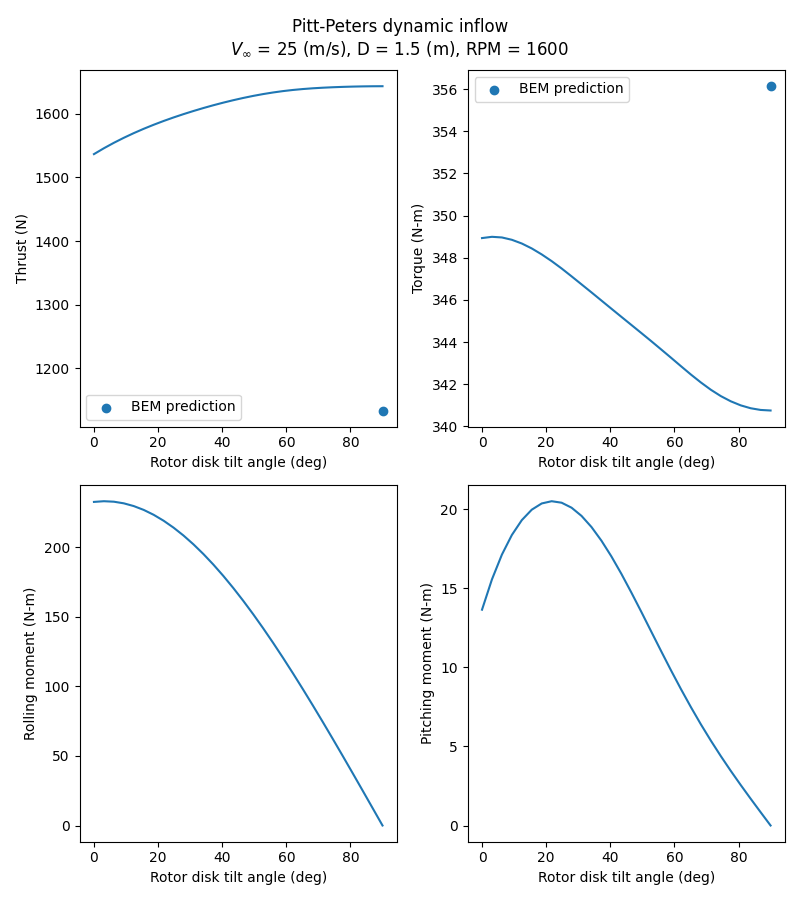 Pitt-Peters dynamic inflow
V∞ = 25 (m/s), D = 1.5 (m), RPM = 1600
Thrust (N)
1600
1500
1400
1300
1200
BEM prediction
0 20 40 60 80
Rotor disk tilt angle (deg)
Torque (N-m)
BEM prediction
356
354
352
350
348
346
344
342
340
0 20 40 60 80
Rotor disk tilt angle (deg)
Rolling moment (N-m)
200
150
100
50
0
0 20 40 60 80
Rotor disk tilt angle (deg)
Pitching moment (N-m)
20
15
10
5
0
0 20 40 60 80
Rotor disk tilt angle (deg)